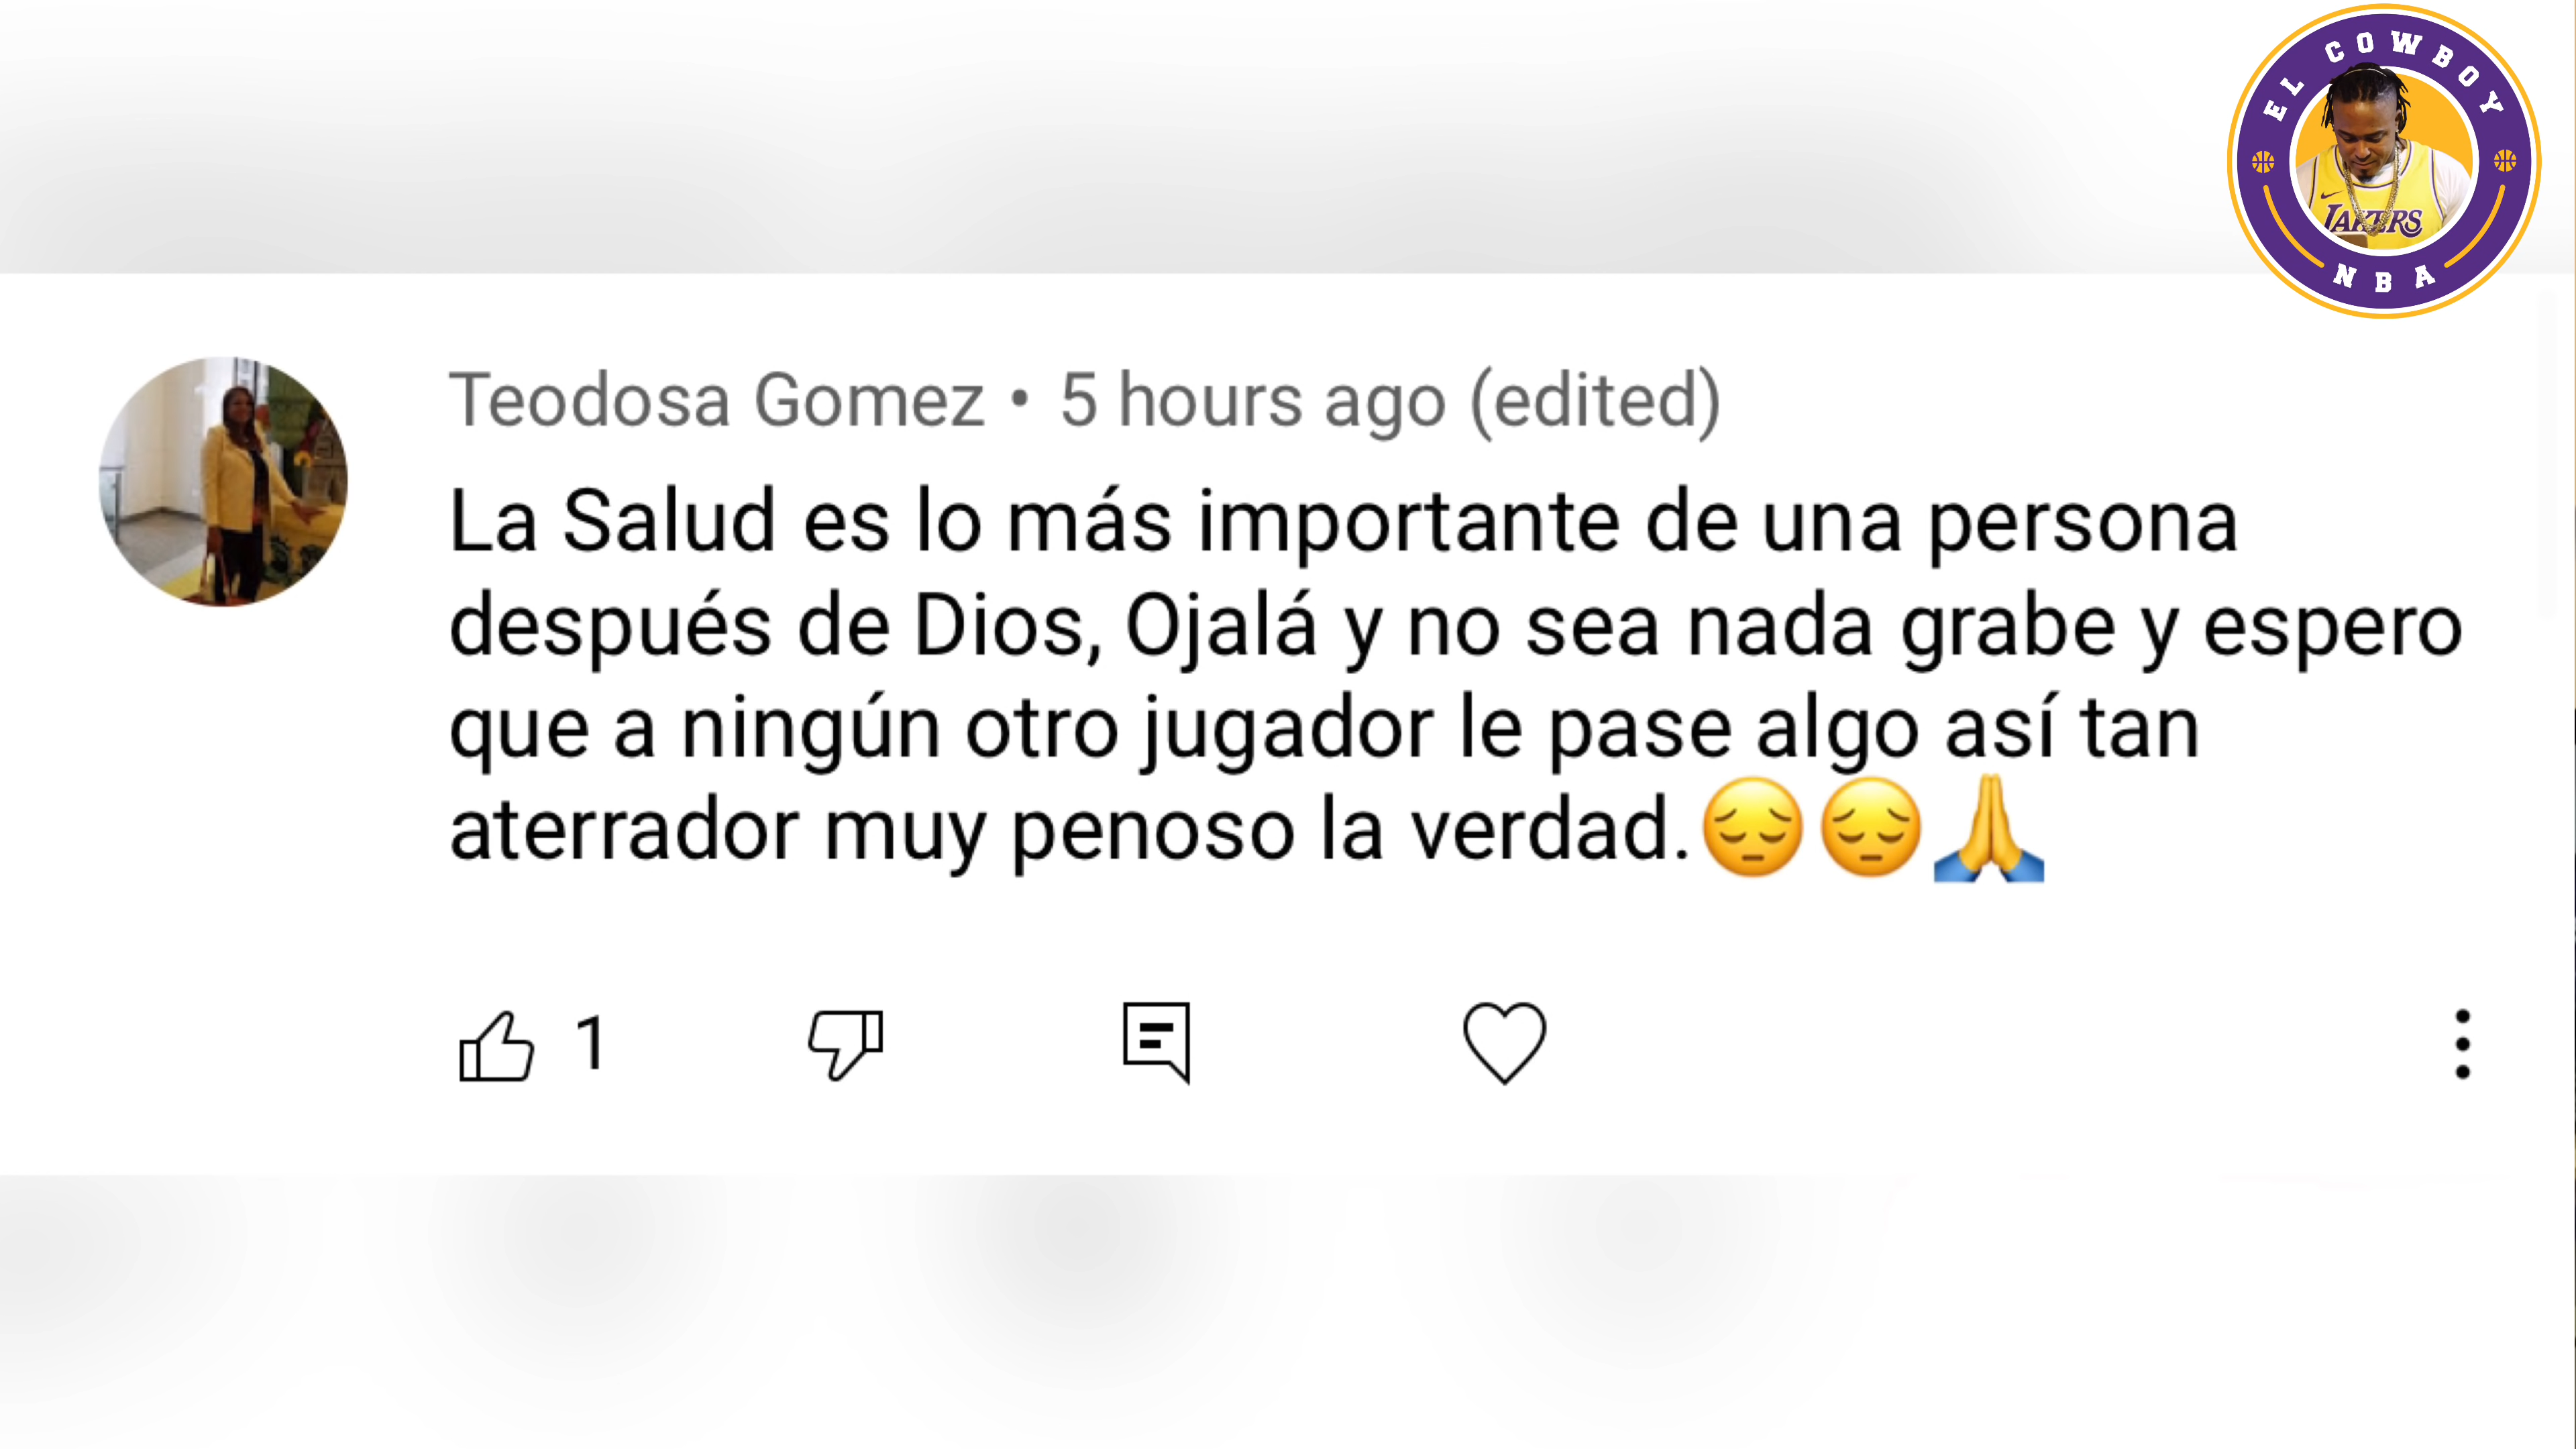 EL COWBOY
LAKERS
NBA
Teodosa Gomez • 5 hours ago (edited)
La Salud es lo más importante de una persona
después de Dios, Ojalá y no sea nada grabe y espero
que a ningún otro jugador le pase algo así tan
aterrador muy penoso la verdad.😔😔🙏
1